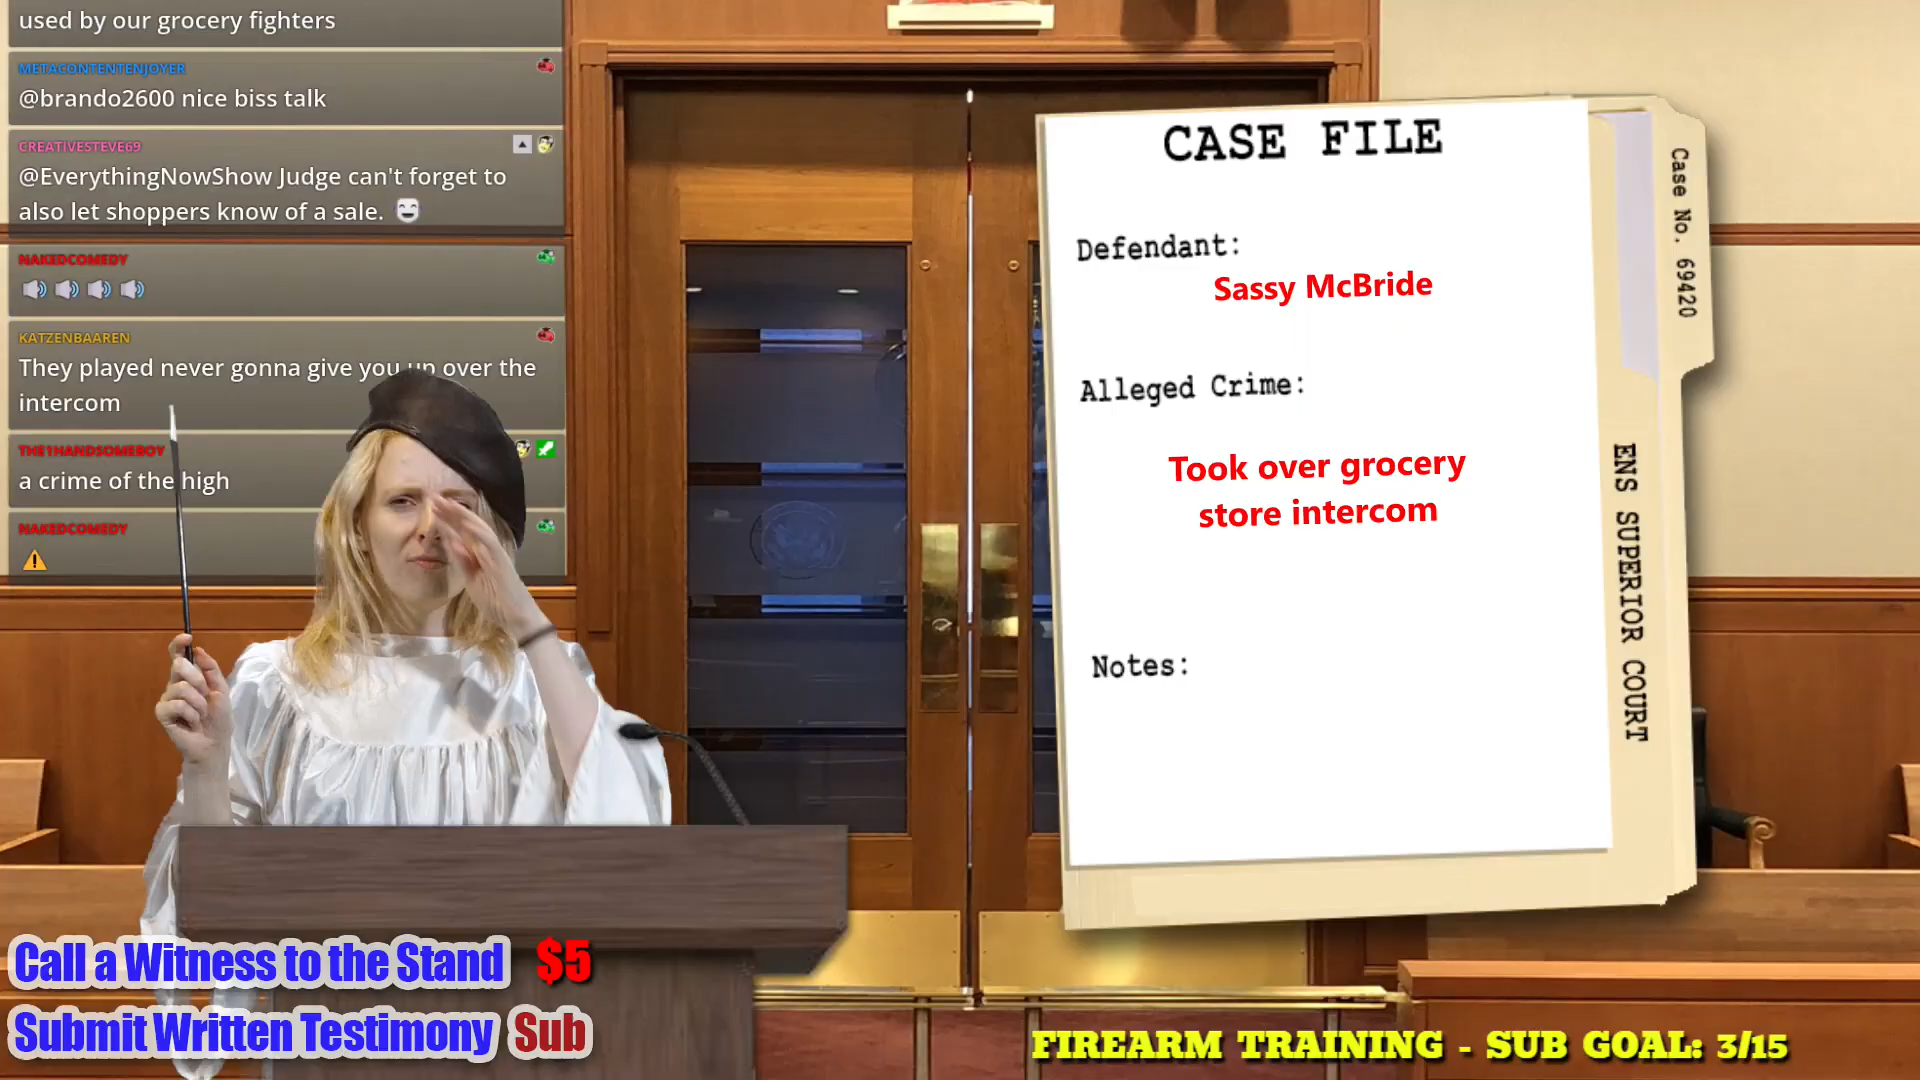 used by our grocery fighters
METACONTENTENJOYER
@brando2600 nice biss talk
CREATIVESTEVE69
@EverythingNowShow Judge can't forget to
also let shoppers know of a sale.
NAKEDCOMEDY
KATZENBAAREN
They played never gonna give you up over the
intercom
THE1HANDSOMEBOY
a crime of the high
NAKEDCOMEDY
CASE FILE
Defendant:
Sassy McBride
Alleged Crime:
Took over grocery
store intercom
Notes:
Case No. 69420
ENS SUPERIOR COURT
Call a Witness to the Stand $5
Submit Written Testimony Sub
FIREARM TRAINING - SUB GOAL: 3/15